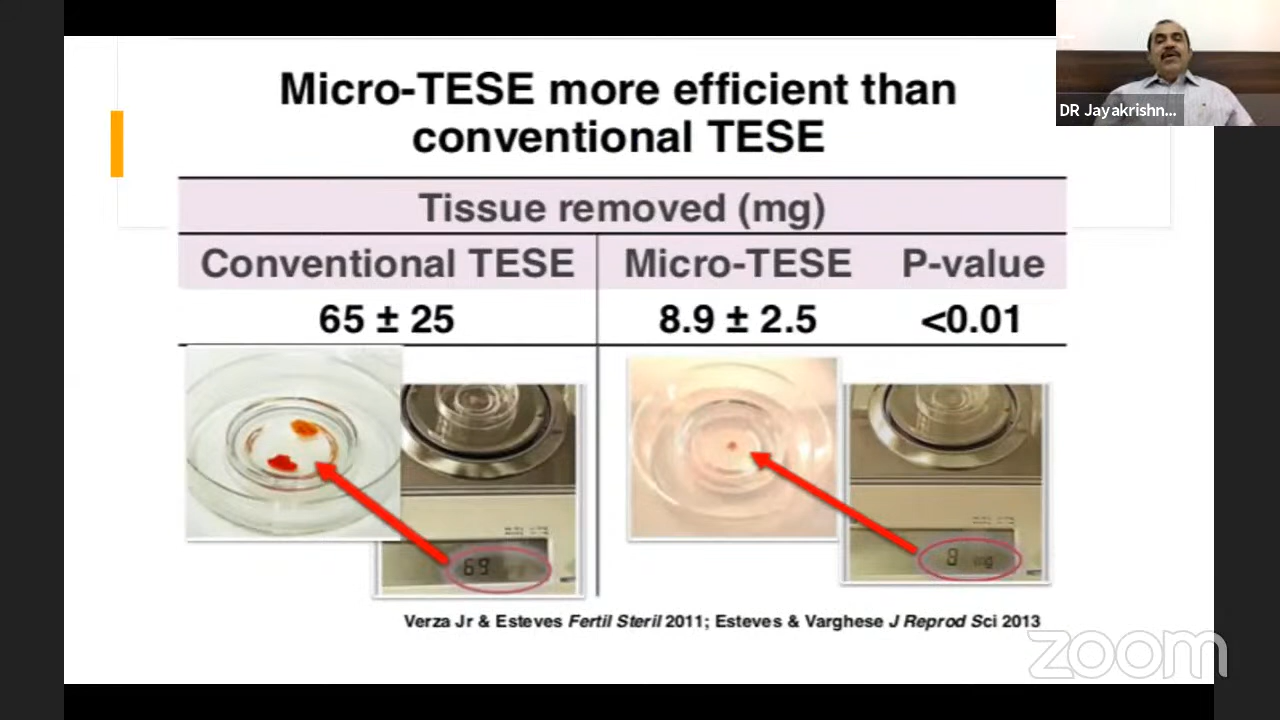 Micro-TESE more efficient than
conventional TESE
DR Jayakrishn...
Tissue removed (mg)
Conventional TESE Micro-TESE P-value
65 ± 25 8.9 ± 2.5 <0.01
69
8 mg
Verza Jr & Esteves Fertil Steril 2011; Esteves & Varghese J Reprod Sci 2013
zoom